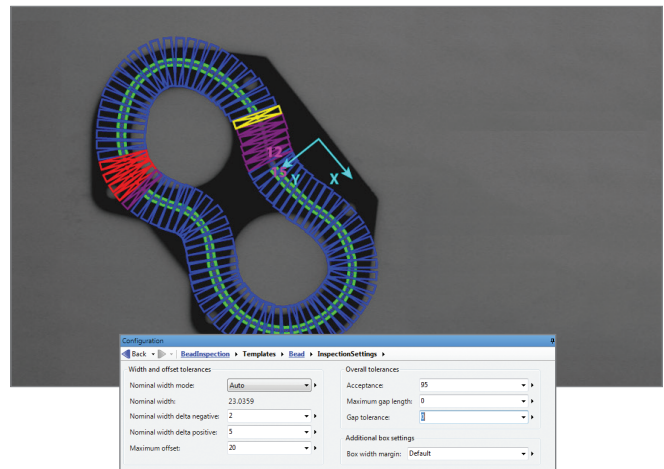 12
Y
X
Configuration
Back BeadInspection Templates Bead InspectionSettings
Width and offset tolerances
Nominal width mode: Auto
Nominal width: 23.0359
Nominal width delta negative: 2
Nominal width delta positive: 5
Maximum offset: 20
Overall tolerances
Acceptance: 95
Maximum gap length: 0
Gap tolerance:
Additional box settings
Box width margin: Default